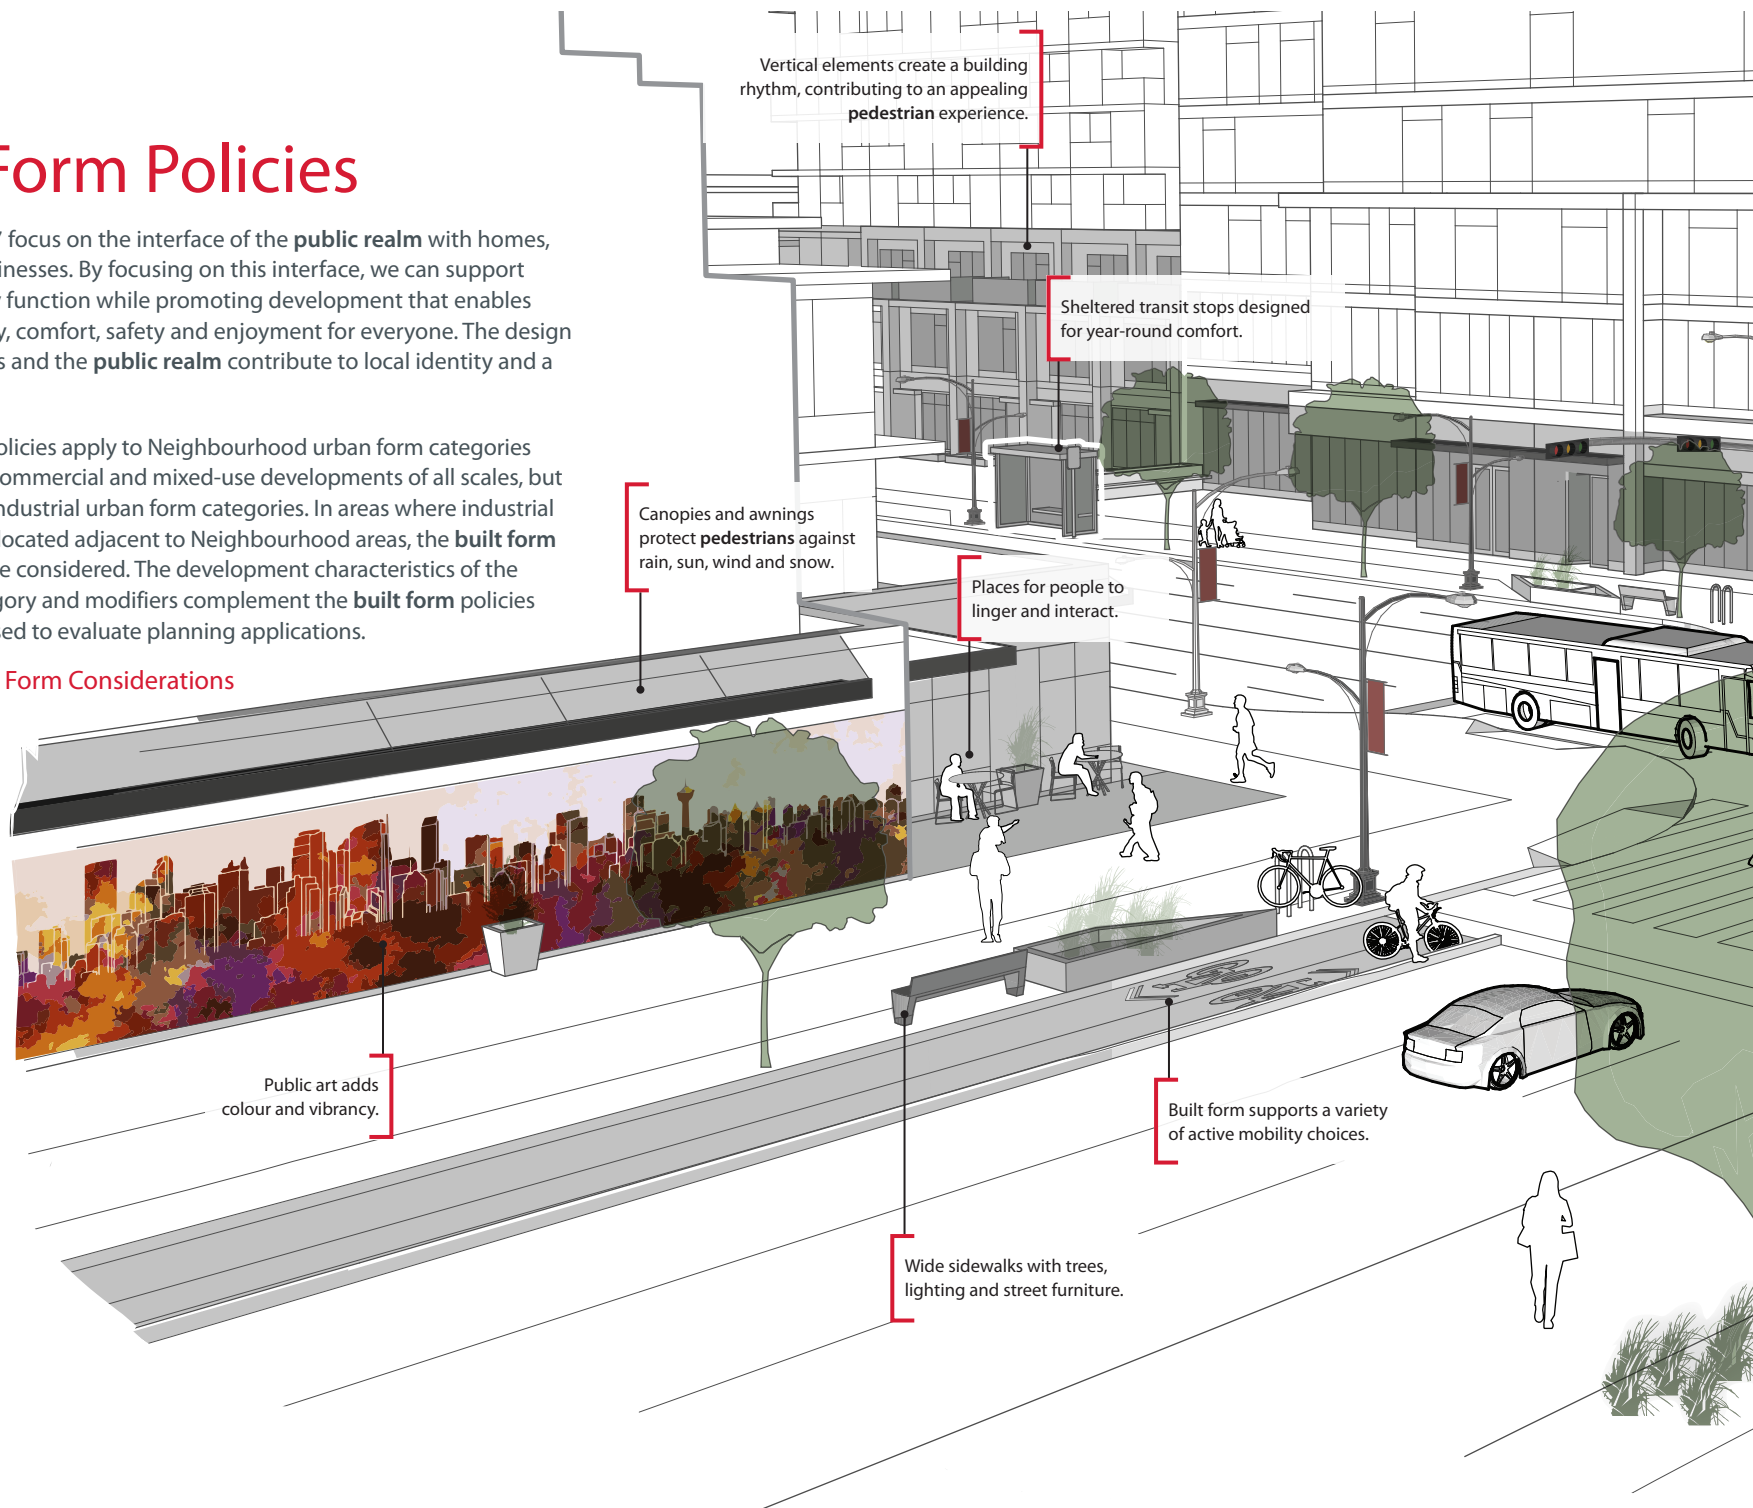 Form Policies
focus on the interface of the public realm with homes,
inesses. By focusing on this interface, we can support
function while promoting development that enables
y, comfort, safety and enjoyment for everyone. The design
s and the public realm contribute to local identity and a
olicies apply to Neighbourhood urban form categories
ommercial and mixed-use developments of all scales, but
ndustrial urban form categories. In areas where industrial
located adjacent to Neighbourhood areas, the built form
e considered. The development characteristics of the
gory and modifiers complement the built form policies
sed to evaluate planning applications.
Form Considerations
Vertical elements create a building
rhythm, contributing to an appealing
pedestrian experience.
Sheltered transit stops designed
for year-round comfort.
Canopies and awnings
protect pedestrians against
rain, sun, wind and snow.
Places for people to
linger and interact.
Public art adds
colour and vibrancy.
Built form supports a variety
of active mobility choices.
Wide sidewalks with trees,
lighting and street furniture.